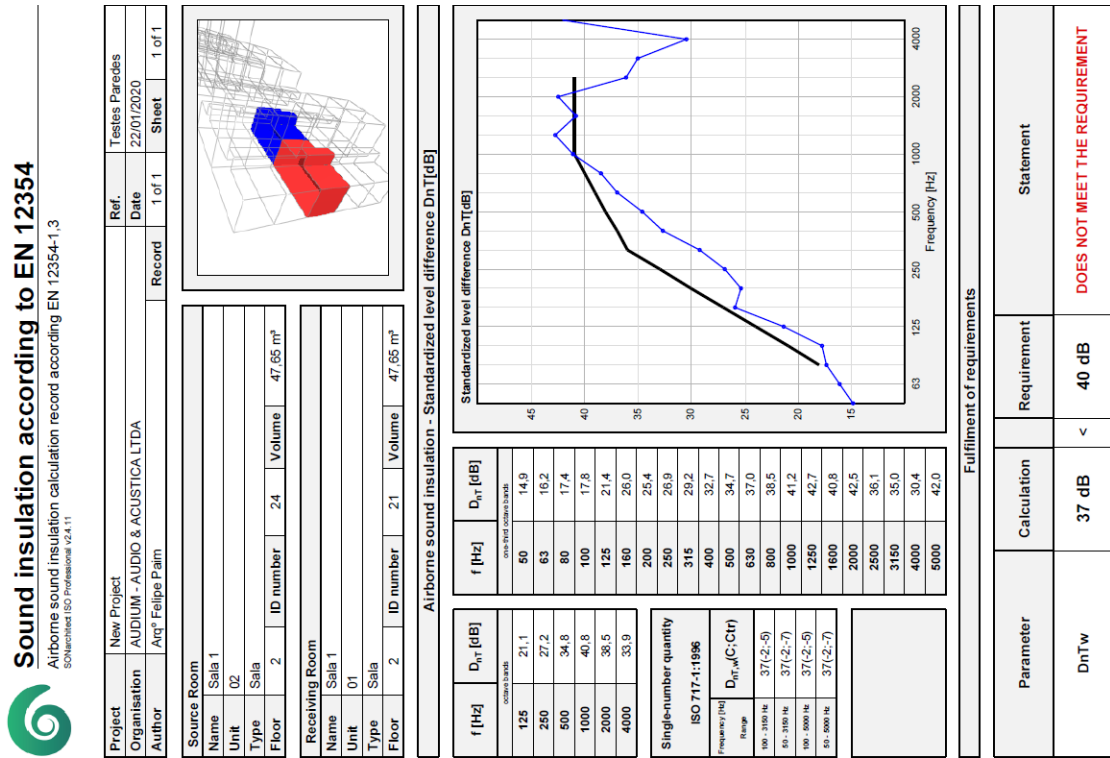 Sound insulation according to EN 12354
Airborne sound insulation calculation record according EN 12354-1,3
SONarchitect ISO Professional v2.4.11
Project New Project Ref. Testes Paredes
Organisation AUDIUM - AUDIO & ACUSTICA LTDA Date 22/01/2020
Author Arqº Felipe Paim Record 1 of 1 Sheet 1 of 1
Source Room
Name Sala 1
Unit 02
Type Sala
Floor 2 ID number 24 Volume 47,65 m³
Receiving Room
Name Sala 1
Unit 01
Type Sala
Floor 2 ID number 21 Volume 47,65 m³
Airborne sound insulation - Standardized level difference DnT[dB]
f [Hz] DnT [dB]
octave bands
125 21,1
250 27,2
500 34,8
1000 40,8
2000 38,5
4000 33,9
Single-number quantity
ISO 717-1:1996
Frequency [Hz] Range DnT,w(C;Ctr)
100 - 3150 Hz 37(-2;-5)
50 - 3150 Hz 37(-2;-7)
100 - 5000 Hz 37(-2;-5)
50 - 5000 Hz 37(-2;-7)
f [Hz] DnT [dB]
one-third octave bands
50 14,9
63 16,2
80 17,4
100 17,8
125 21,4
160 26,0
200 25,4
250 26,9
315 29,2
400 32,7
500 34,7
630 37,0
800 38,5
1000 41,2
1250 42,7
1600 40,8
2000 42,5
2500 36,1
3150 35,0
4000 30,4
5000 42,0
Standardized level difference DnT[dB]
45
40
35
30
25
20
15
63 125 250 500 1000 2000 4000
Frequency [Hz]
Fulfilment of requirements
Parameter Calculation Requirement Statement
DnTw 37 dB < 40 dB DOES NOT MEET THE REQUIREMENT